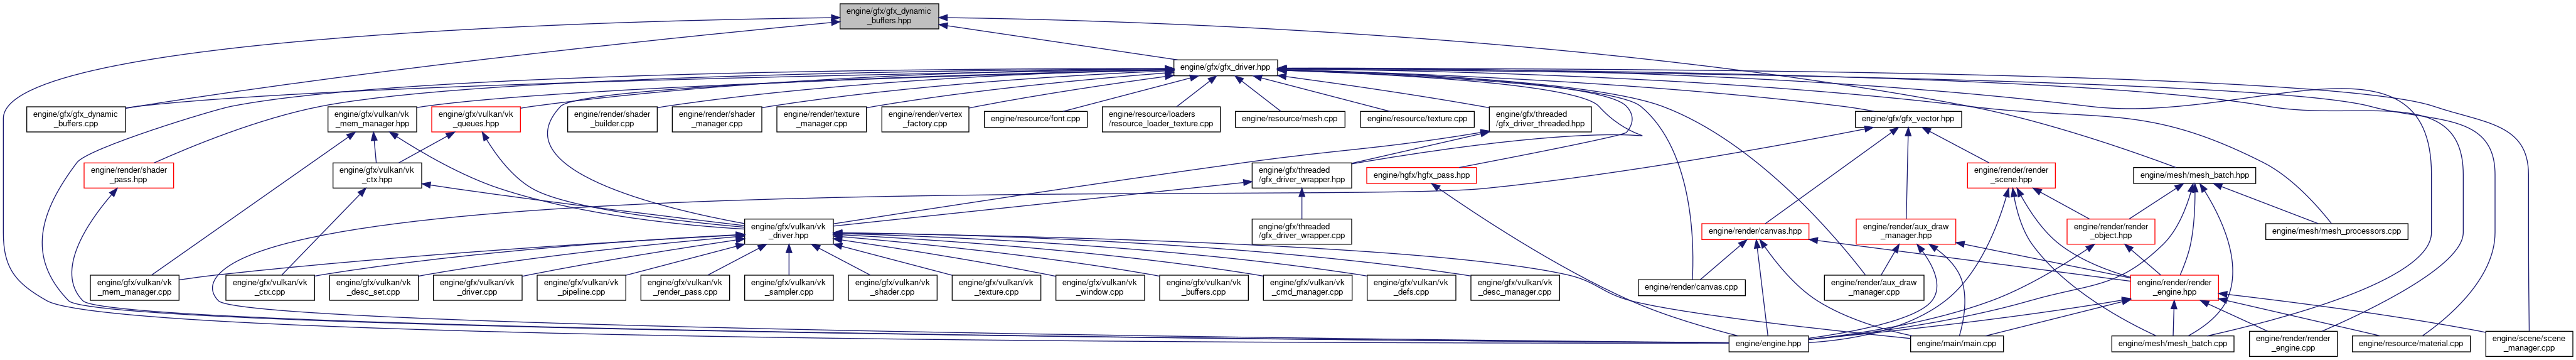 engine/gfx/gfx_dynamic
_buffers.hpp
engine/gfx/gfx_driver.hpp
engine/gfx/gfx_dynamic
_buffers.cpp
engine/gfx/vulkan/vk
_mem_manager.hpp
engine/gfx/vulkan/vk
_queues.hpp
engine/render/shader
_builder.cpp
engine/render/shader
_manager.cpp
engine/render/texture
_manager.cpp
engine/render/vertex
_factory.cpp
engine/resource/font.cpp
engine/resource/loaders
/resource_loader_texture.cpp
engine/resource/mesh.cpp
engine/resource/texture.cpp
engine/gfx/threaded
/gfx_driver_threaded.hpp
engine/gfx/gfx_vector.hpp
engine/render/shader
_pass.hpp
engine/gfx/vulkan/vk
_ctx.hpp
engine/gfx/threaded
/gfx_driver_wrapper.hpp
engine/hgfx/hgfx_pass.hpp
engine/render/render
_scene.hpp
engine/mesh/mesh_batch.hpp
engine/gfx/vulkan/vk
_driver.hpp
engine/gfx/threaded
/gfx_driver_wrapper.cpp
engine/render/canvas.hpp
engine/render/aux_draw
_manager.hpp
engine/render/render
_object.hpp
engine/mesh/mesh_processors.cpp
engine/gfx/vulkan/vk
_mem_manager.cpp
engine/gfx/vulkan/vk
_ctx.cpp
engine/gfx/vulkan/vk
_desc_set.cpp
engine/gfx/vulkan/vk
_driver.cpp
engine/gfx/vulkan/vk
_pipeline.cpp
engine/gfx/vulkan/vk
_render_pass.cpp
engine/gfx/vulkan/vk
_sampler.cpp
engine/gfx/vulkan/vk
_shader.cpp
engine/gfx/vulkan/vk
_texture.cpp
engine/gfx/vulkan/vk
_window.cpp
engine/gfx/vulkan/vk
_buffers.cpp
engine/gfx/vulkan/vk
_cmd_manager.cpp
engine/gfx/vulkan/vk
_defs.cpp
engine/gfx/vulkan/vk
_desc_manager.cpp
engine/render/canvas.cpp
engine/render/aux_draw
_manager.cpp
engine/render/render
_engine.hpp
engine/engine.hpp
engine/main/main.cpp
engine/mesh/mesh_batch.cpp
engine/render/render
_engine.cpp
engine/resource/material.cpp
engine/scene/scene
_manager.cpp